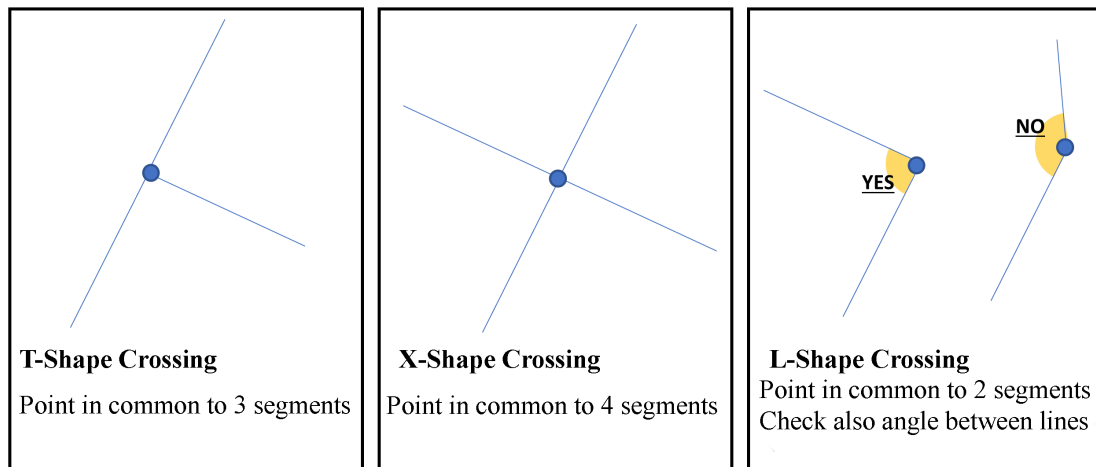 T-Shape Crossing
Point in common to 3 segments
X-Shape Crossing
Point in common to 4 segments
YES
NO
L-Shape Crossing
Point in common to 2 segments
Check also angle between lines